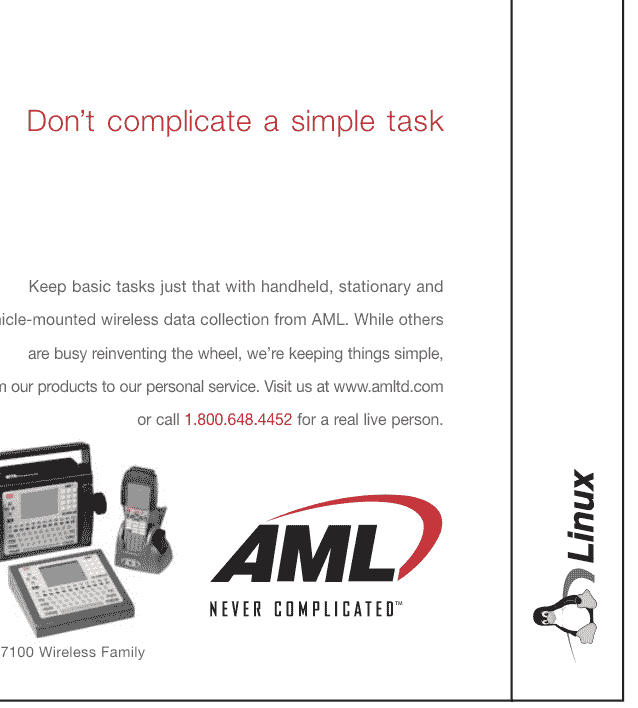 Don't complicate a simple task
Keep basic tasks just that with handheld, stationary and
-mounted wireless data collection from AML. While others
are busy reinventing the wheel, we're keeping things simple,
our products to our personal service. Visit us at www.amltd.com
or call 1.800.648.4452 for a real live person.
AML
NEVER COMPLICATED™
7100 Wireless Family
Linux